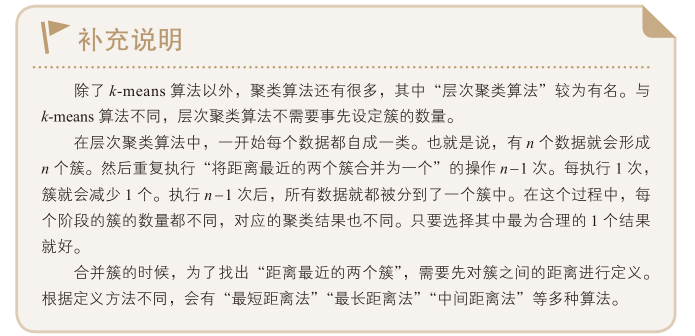 补充说明
除了 k-means 算法以外，聚类算法还有很多，其中“层次聚类算法”较为有名。与
k-means 算法不同，层次聚类算法不需要事先设定簇的数量。
在层次聚类算法中，一开始每个数据都自成一类。也就是说，有 n 个数据就会形成
n 个簇。然后重复执行“将距离最近的两个簇合并为一个”的操作 n–1 次。每执行 1 次，
簇就会减少 1 个。执行 n–1 次后，所有数据就都被分到了一个簇中。在这个过程中，每
个阶段的簇的数量都不同，对应的聚类结果也不同。只要选择其中最为合理的 1 个结果
就好。
合并簇的时候，为了找出“距离最近的两个簇”，需要先对簇之间的距离进行定义。
根据定义方法不同，会有“最短距离法”“最长距离法”“中间距离法”等多种算法。